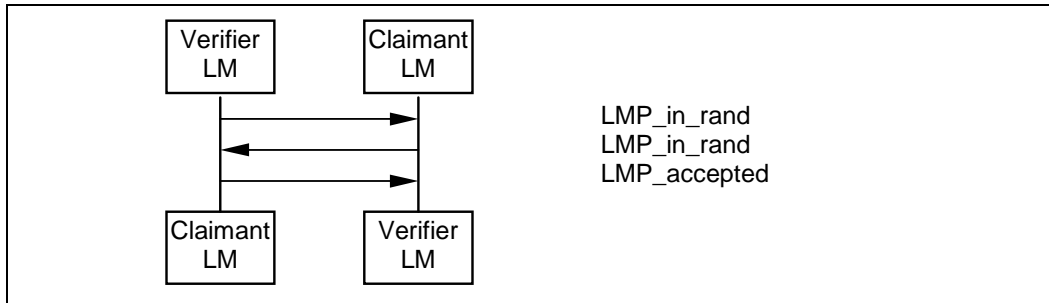 Verifier
LM
Claimant
LM
LMP_in_rand
LMP_in_rand
LMP_accepted
Claimant
LM
Verifier
LM